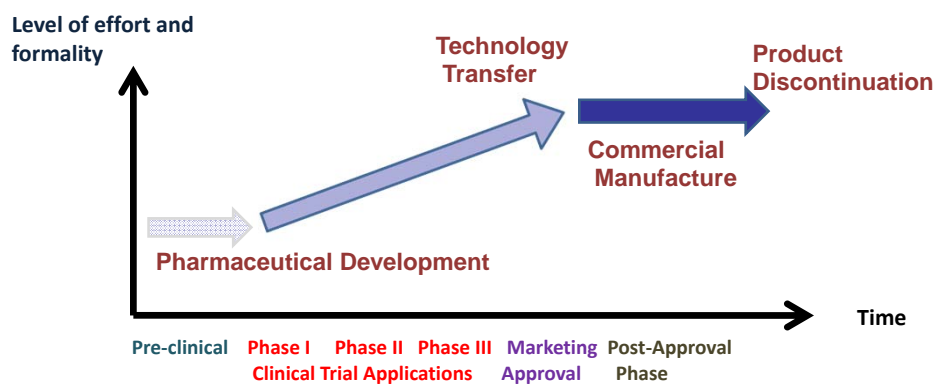 Level of effort and
formality
Technology
Transfer
Product
Discontinuation
Commercial
Manufacture
Pharmaceutical Development
Time
Pre-clinical Phase I Phase II Phase III Marketing Post-Approval
Clinical Trial Applications Approval Phase